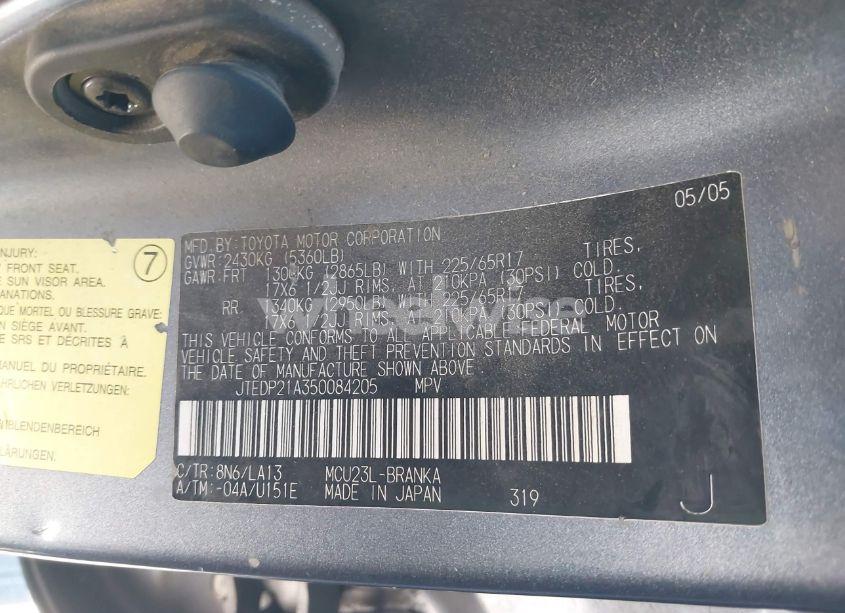 05/05
MFD. BY: TOYOTA MOTOR CORPORATION
GVWR: 2430KG (5360LB)
GAWR: FRT 1300KG (2865LB) WITH 225/65R17 TIRES,
17X6 1/2JJ RIMS, AT 210KPA (30PSI) COLD.
RR 1340KG (2950LB) WITH 225/65R17 TIRES,
17X6 1/2JJ RIMS, AT 210KPA (30PSI) COLD.
THIS VEHICLE CONFORMS TO ALL APPLICABLE FEDERAL MOTOR
VEHICLE SAFETY AND THEFT PREVENTION STANDARDS IN EFFECT ON
THE DATE OF MANUFACTURE SHOWN ABOVE.
JTEDP21A350084205 MPV
C/TR: 8N6/LA13 MCU23L-BRANKA
A/TM: -04A/U151E MADE IN JAPAN 319 J
NJURY: 7
FRONT SEAT.
SUN VISOR AREA.
ANATIONS.
QUE MORTEL OU BLESSURE GRAVE:
SIÈGE AVANT.
E SRS ET DÉCRITES À
ANUEL DU PROPRIÉTAIRE.
ÄHRLICHEN VERLETZUNGEN.
NBLENDENBEREICH
LÄRUNGEN.